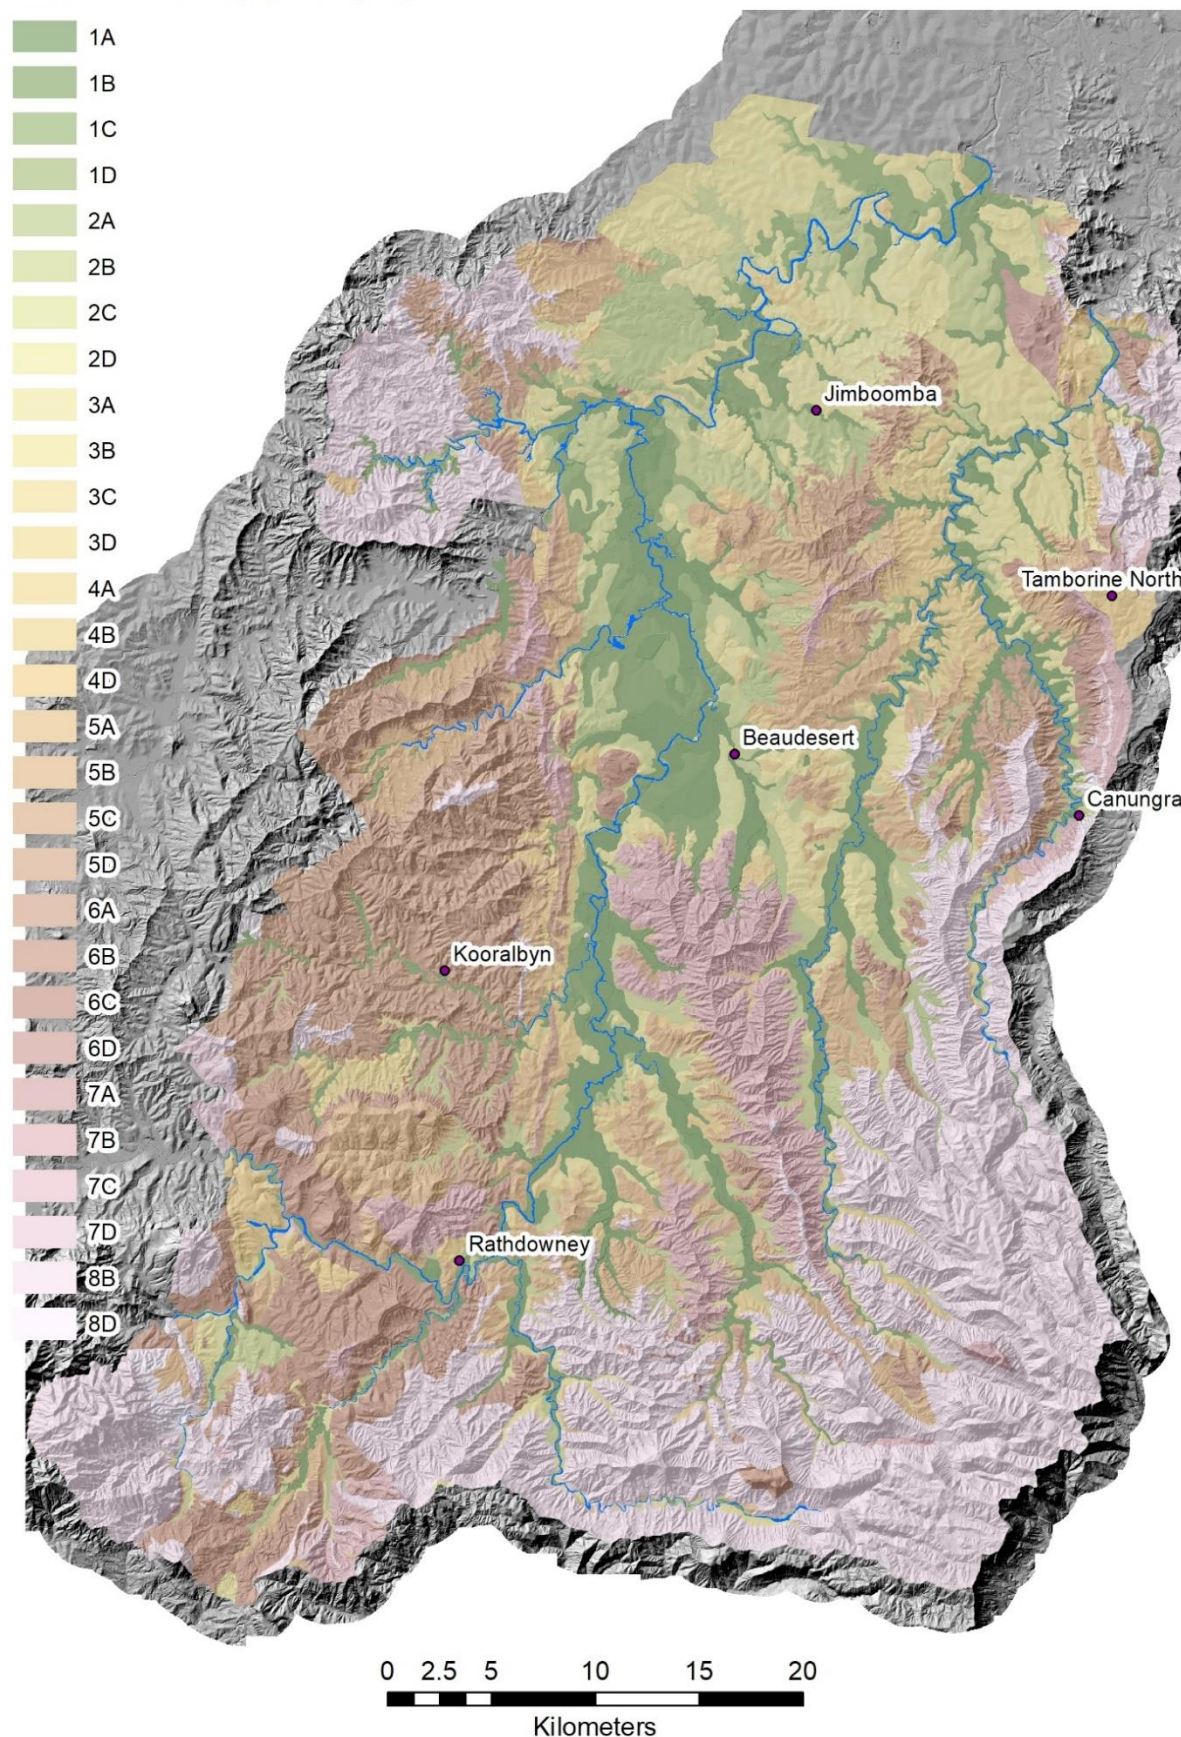 1A
1B
1C
1D
2A
2B
2C
2D
3A
3B
3C
3D
4A
4B
4D
5A
5B
5C
5D
6A
6B
6C
6D
7A
7B
7C
7D
8B
8D
Jimboomba
Tamborine North
Beaudesert
Canungra
Kooralbyn
Rathdowney
0 2.5 5 10 15 20
Kilometers